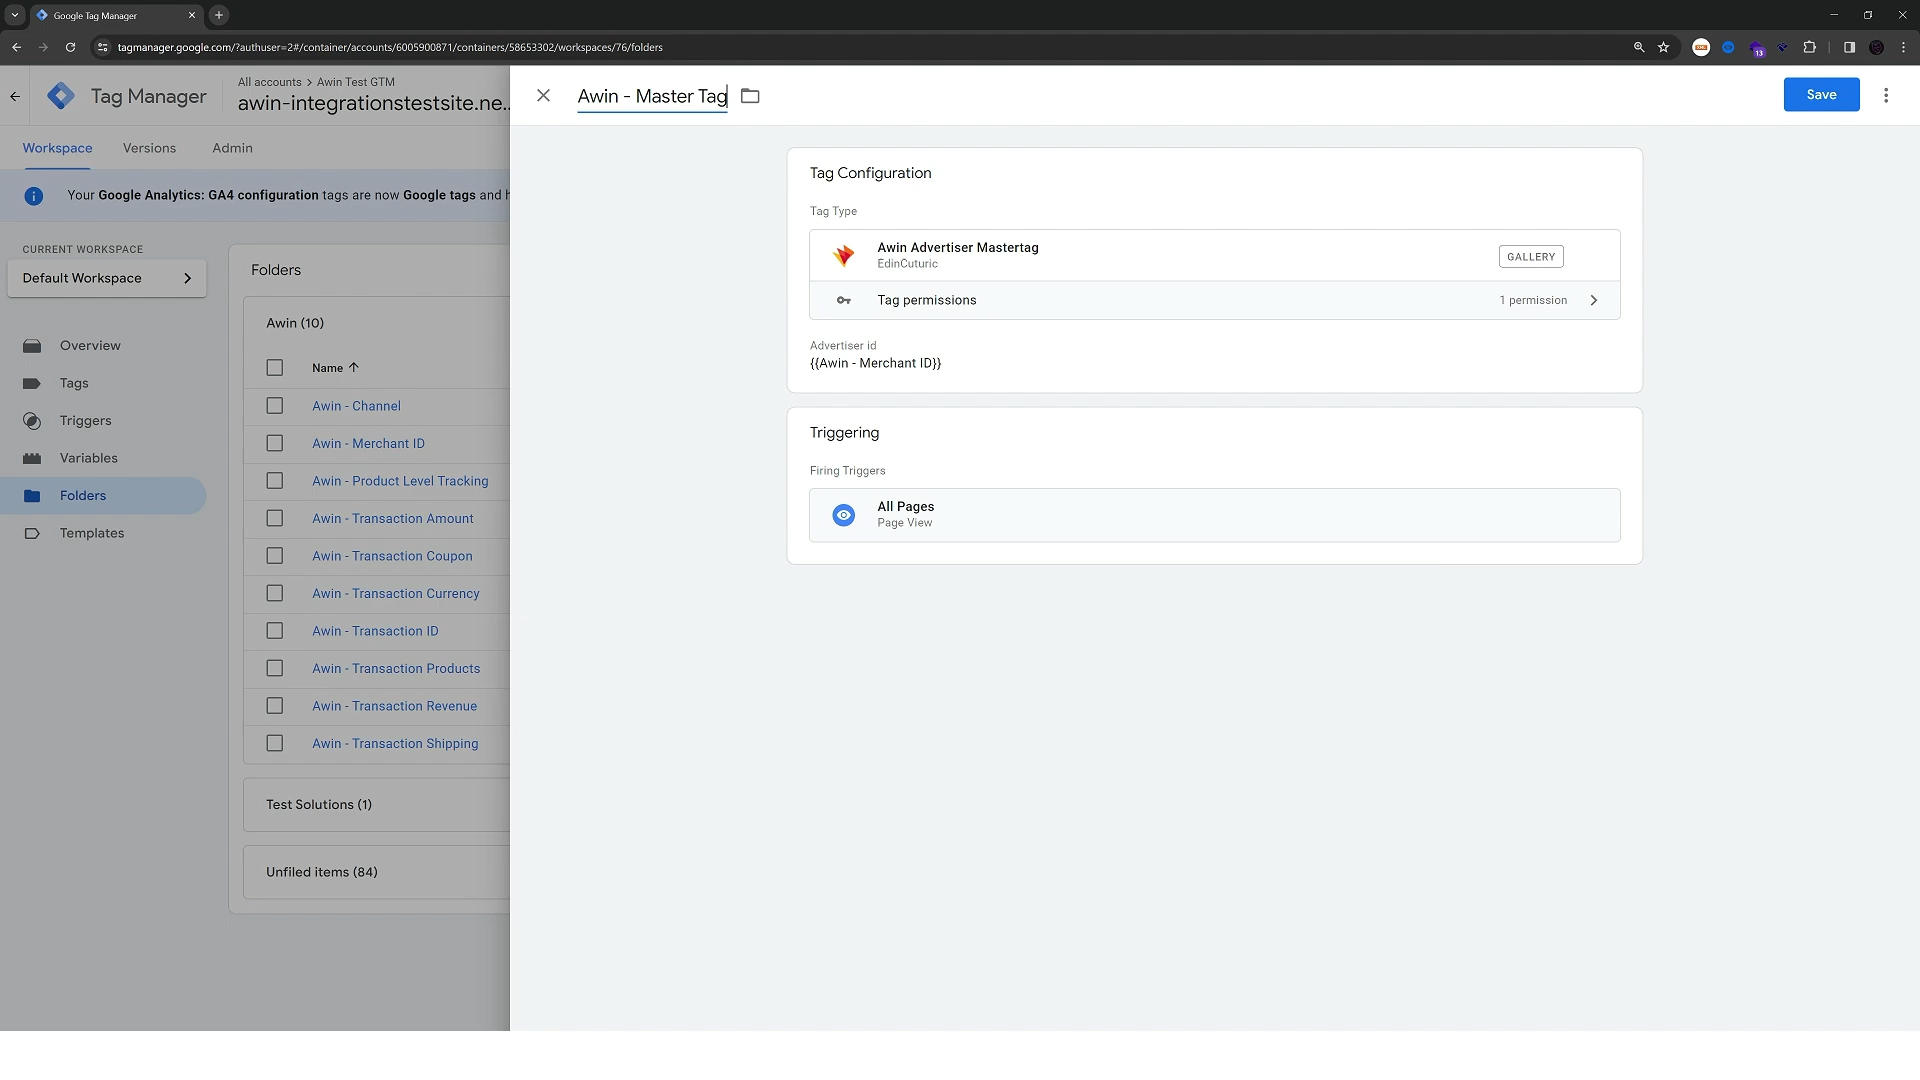 Google Tag Manager
tagmanager.google.com/?authuser=2#/container/accounts/6005900871/containers/58653302/workspaces/76/folders
13
Tag Manager
All accounts > Awin Test GTM
awin-integrationstestsite.ne...
Awin - Master Tag
Save
Workspace
Versions
Admin
Your Google Analytics: GA4 configuration tags are now Google tags and h
CURRENT WORKSPACE
Default Workspace
Overview
Tags
Triggers
Variables
Folders
Templates
Folders
Awin (10)
Name
Awin - Channel
Awin - Merchant ID
Awin - Product Level Tracking
Awin - Transaction Amount
Awin - Transaction Coupon
Awin - Transaction Currency
Awin - Transaction ID
Awin - Transaction Products
Awin - Transaction Revenue
Awin - Transaction Shipping
Test Solutions (1)
Unfiled items (84)
Tag Configuration
Tag Type
Awin Advertiser Mastertag
EdinCuturic
GALLERY
Tag permissions
1 permission
Advertiser id
{{Awin - Merchant ID}}
Triggering
Firing Triggers
All Pages
Page View